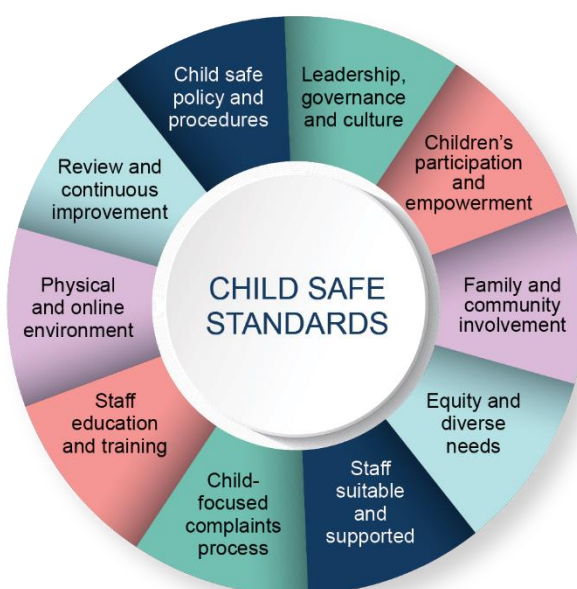 CHILD SAFE
STANDARDS
Leadership,
governance
and culture
Children's
participation
and
empowerment
Family and
community
involvement
Equity and
diverse
needs
Staff
suitable
and
supported
Child-
focused
complaints
process
Staff
education
and training
Physical
and online
environment
Review and
continuous
improvement
Child safe
policy and
procedures